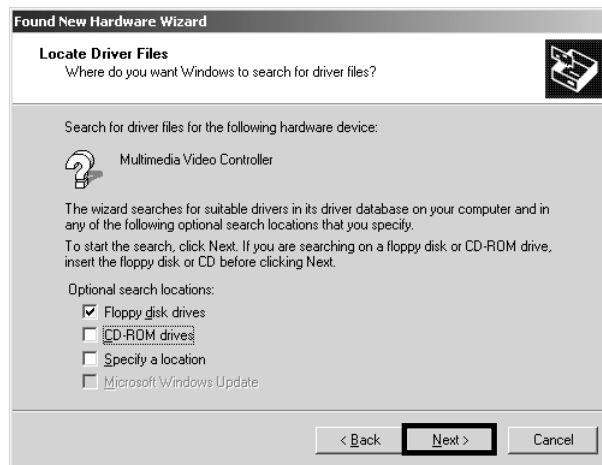 Found New Hardware Wizard
Locate Driver Files
Where do you want Windows to search for driver files?
Search for driver files for the following hardware device:
Multimedia Video Controller
The wizard searches for suitable drivers in its driver database on your computer and in
any of the following optional search locations that you specify.
To start the search, click Next. If you are searching on a floppy disk or CD-ROM drive,
insert the floppy disk or CD before clicking Next.
Optional search locations:
Floppy disk drives
CD-ROM drives
Specify a location
Microsoft Windows Update
< Back Next > Cancel